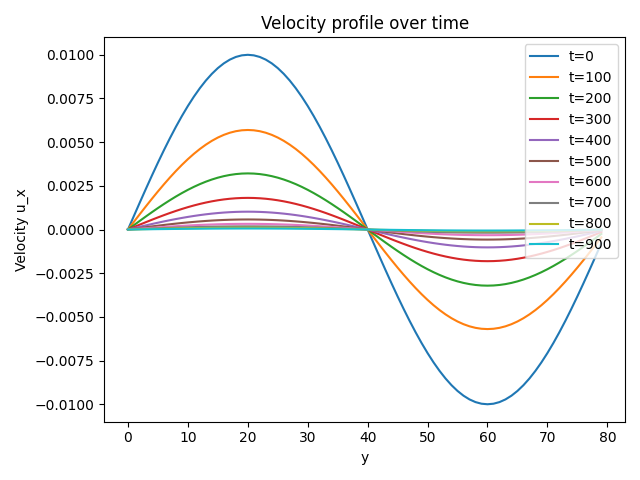 Velocity profile over time
Velocity u_x
0.0100
0.0075
0.0050
0.0025
0.0000
−0.0025
−0.0050
−0.0075
−0.0100
t=0
t=100
t=200
t=300
t=400
t=500
t=600
t=700
t=800
t=900
0 10 20 30 40 50 60 70 80
y